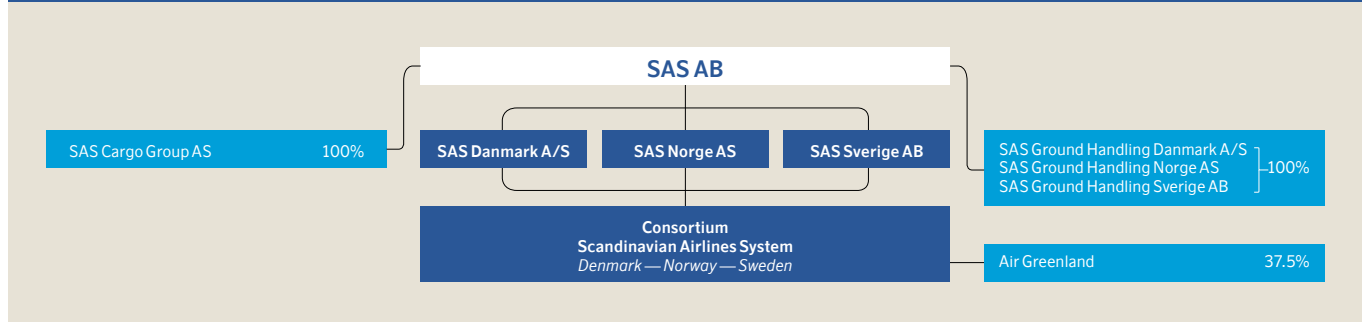 SAS AB
SAS Cargo Group AS 100%
SAS Danmark A/S
SAS Norge AS
SAS Sverige AB
SAS Ground Handling Danmark A/S
SAS Ground Handling Norge AS 100%
SAS Ground Handling Sverige AB
Consortium
Scandinavian Airlines System
Denmark — Norway — Sweden
Air Greenland 37.5%